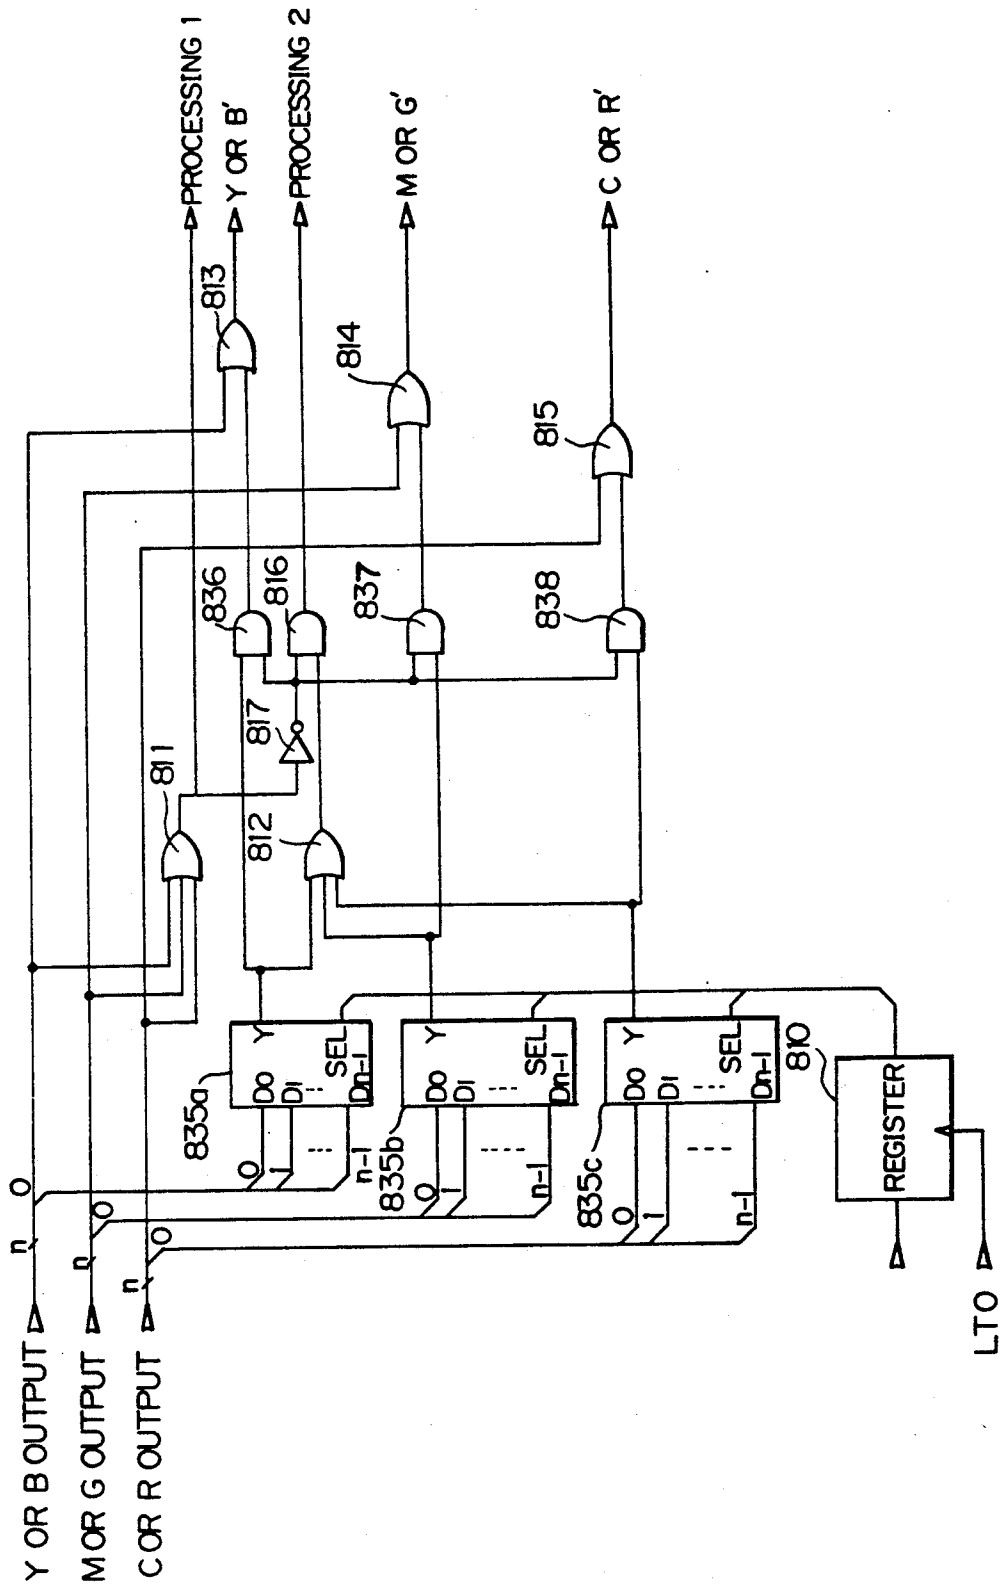 Y OR B OUTPUT
M OR G OUTPUT
C OR R OUTPUT
n
n
n
0
0
0
0
1
n-1
0
1
n-1
0
1
n-1
835a
D0
D1
Dn-1
Y
SEL
835b
D0
D1
Dn-1
Y
SEL
835c
D0
D1
Dn-1
Y
SEL
810
REGISTER
LTO
811
812
817
836
816
837
838
813
814
815
PROCESSING 1
Y OR B'
PROCESSING 2
M OR G'
C OR R'